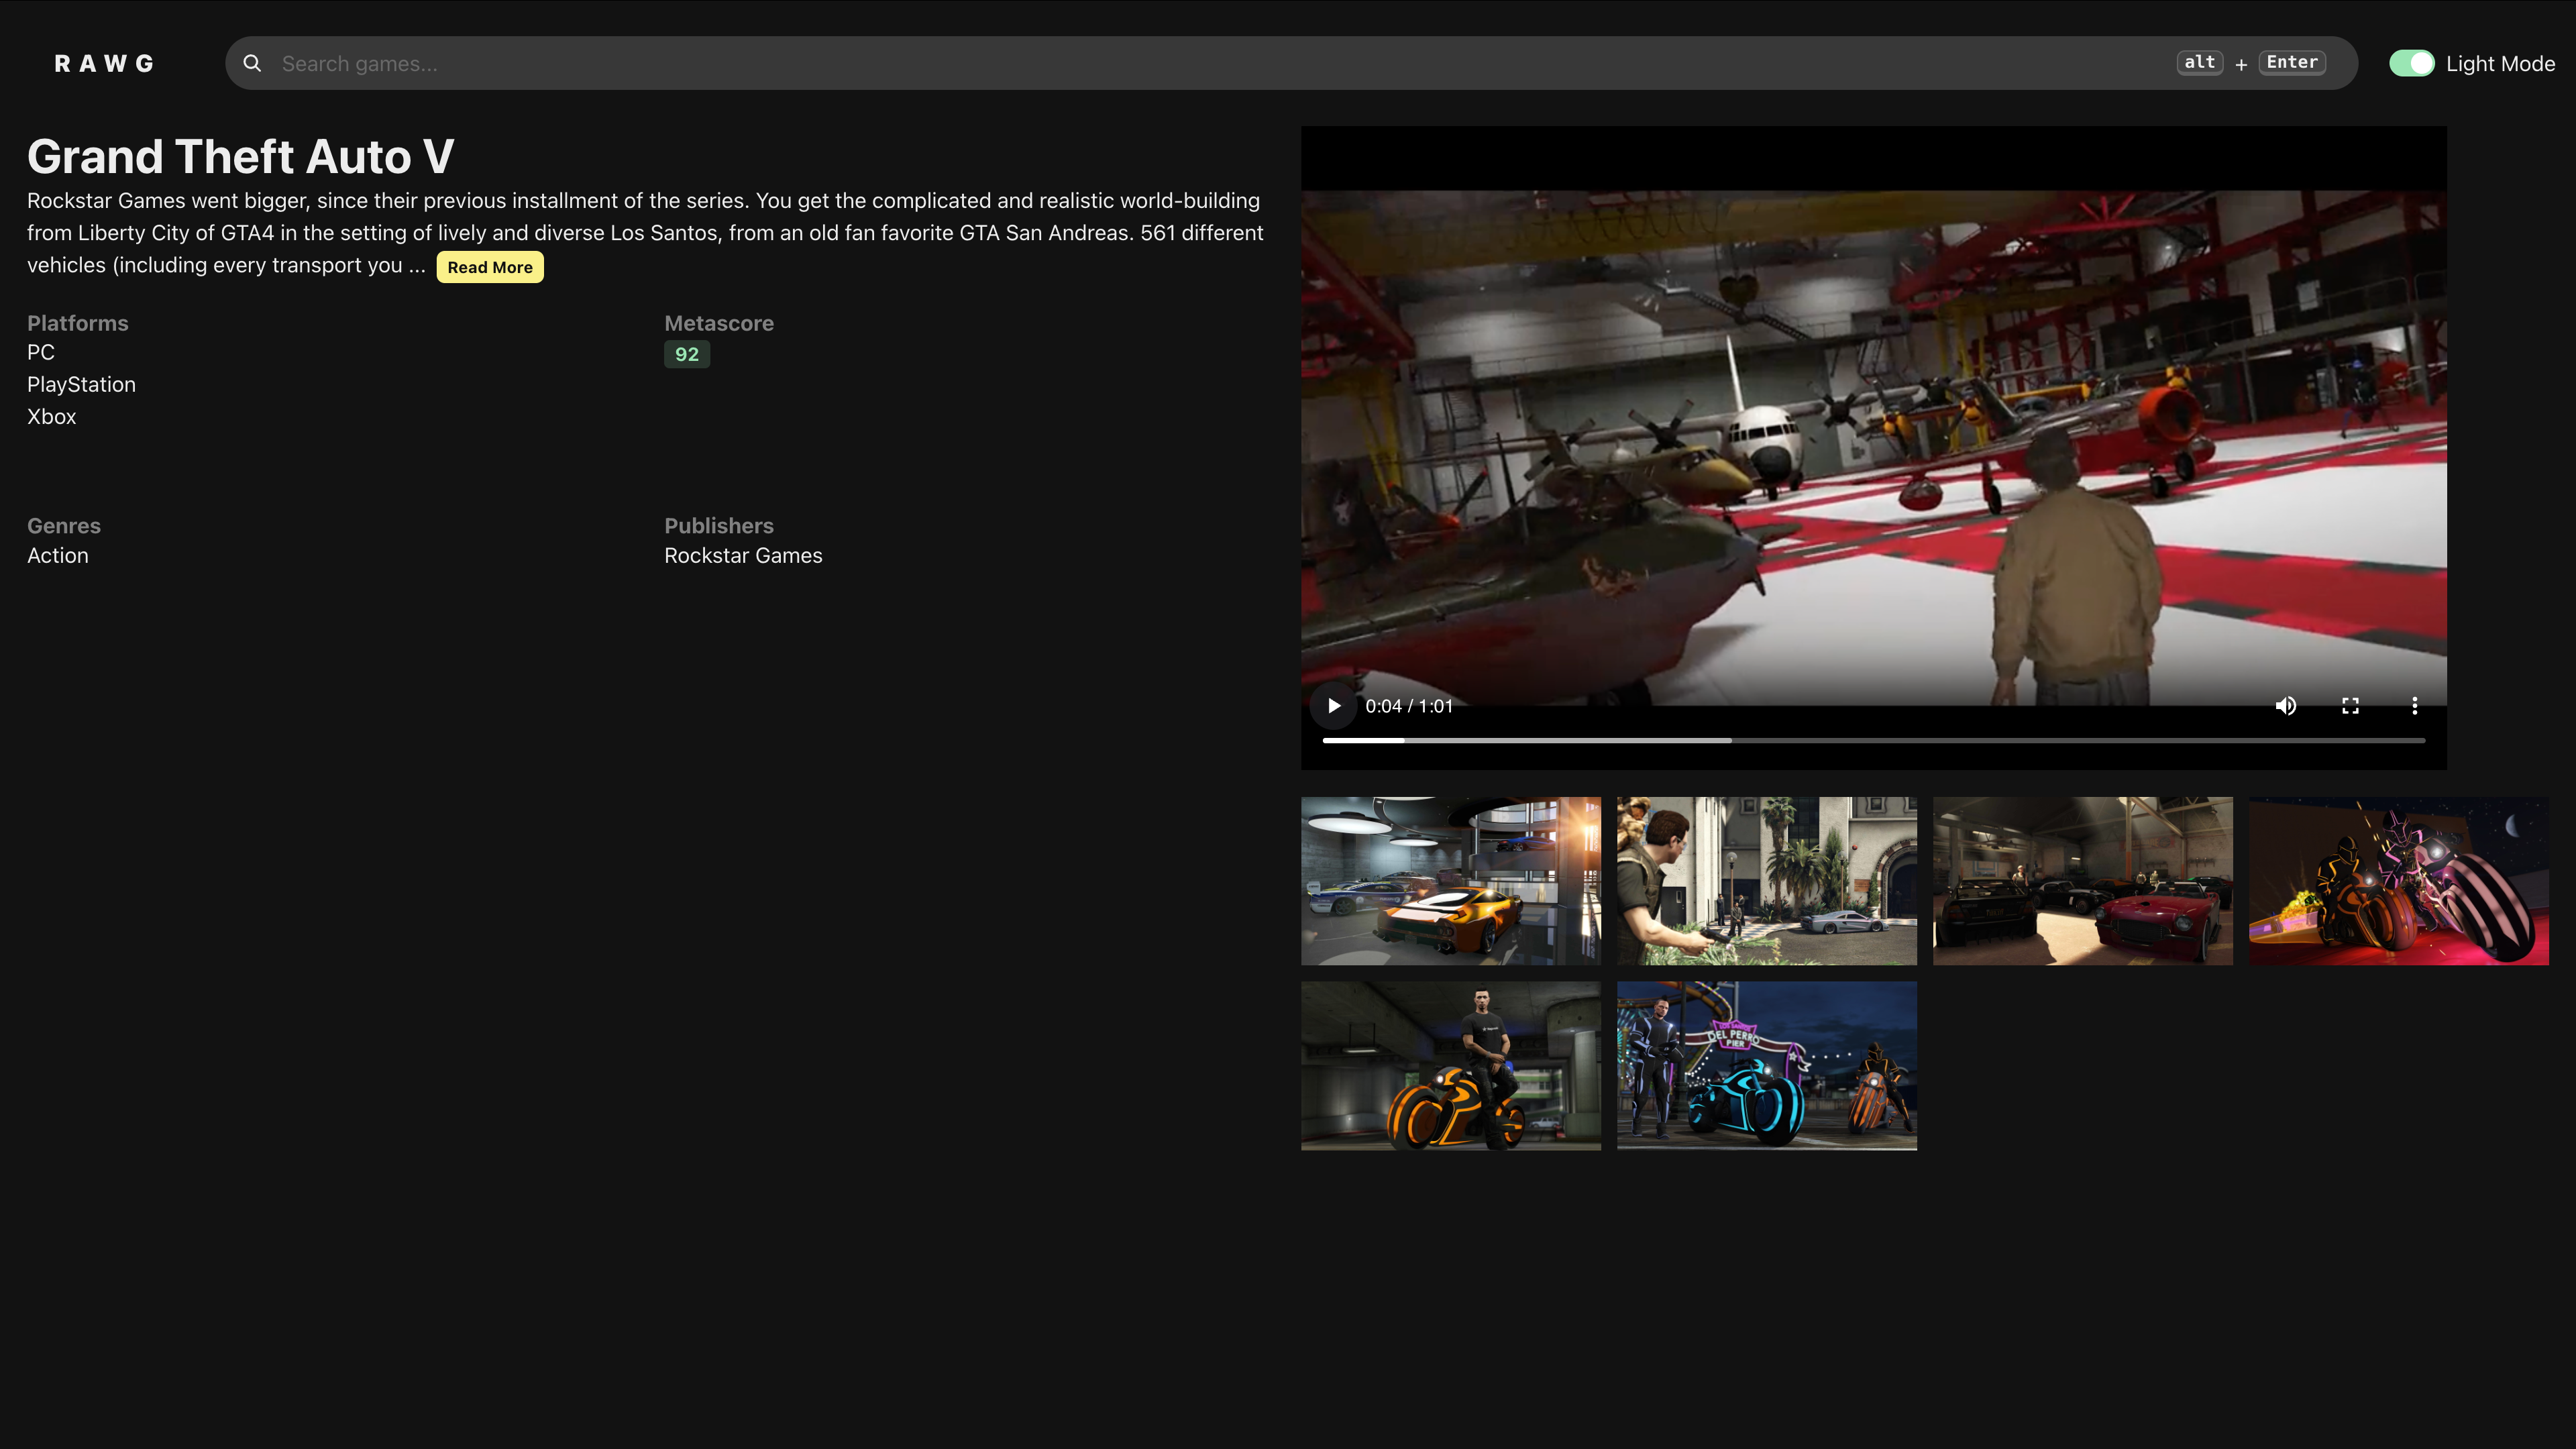 RAWG
Search games...
alt + Enter
Light Mode
Grand Theft Auto V
Rockstar Games went bigger, since their previous installment of the series. You get the complicated and realistic world-building
from Liberty City of GTA4 in the setting of lively and diverse Los Santos, from an old fan favorite GTA San Andreas. 561 different
vehicles (including every transport you ...
Read More
Platforms
PC
PlayStation
Xbox
Metascore
92
Genres
Action
Publishers
Rockstar Games
0:04 / 1:01
DEL PERRO
PIER